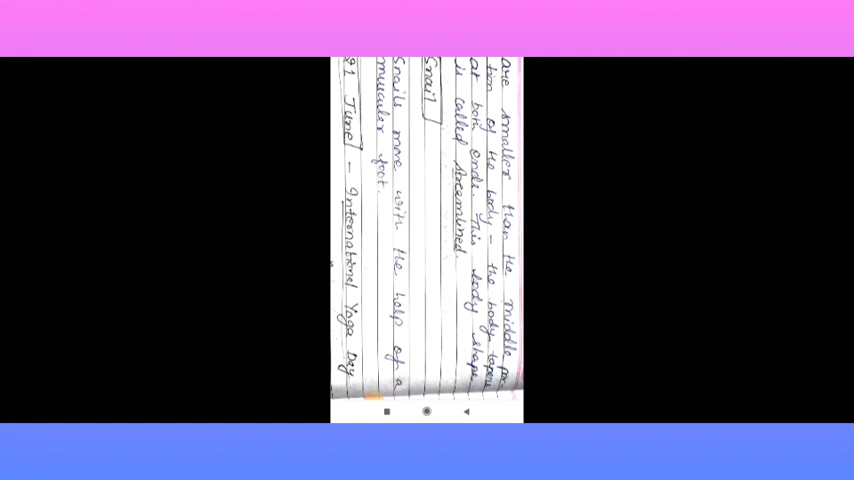 are smaller than the middle por-
tion of the body - the body tapers
at both ends. This body shape
is called streamlined.
Snail
Snails move with the help of a
muscular foot.
21 June - International Yoga Day